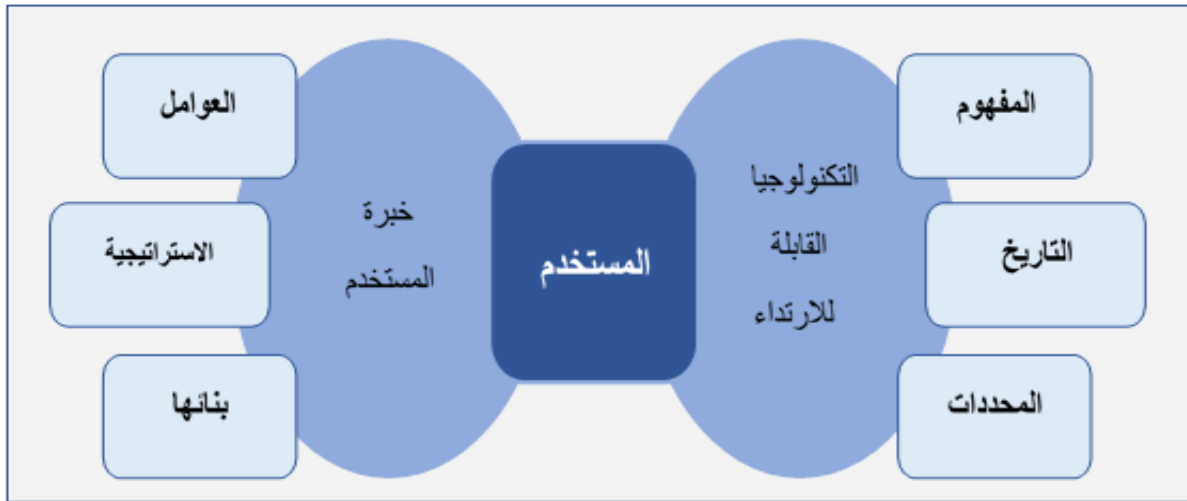 المفهوم
التاريخ
المحددات
التكنولوجيا
القابلة
للارتداء
المستخدم
خبرة
المستخدم
العوامل
الاستراتيجية
بنائها